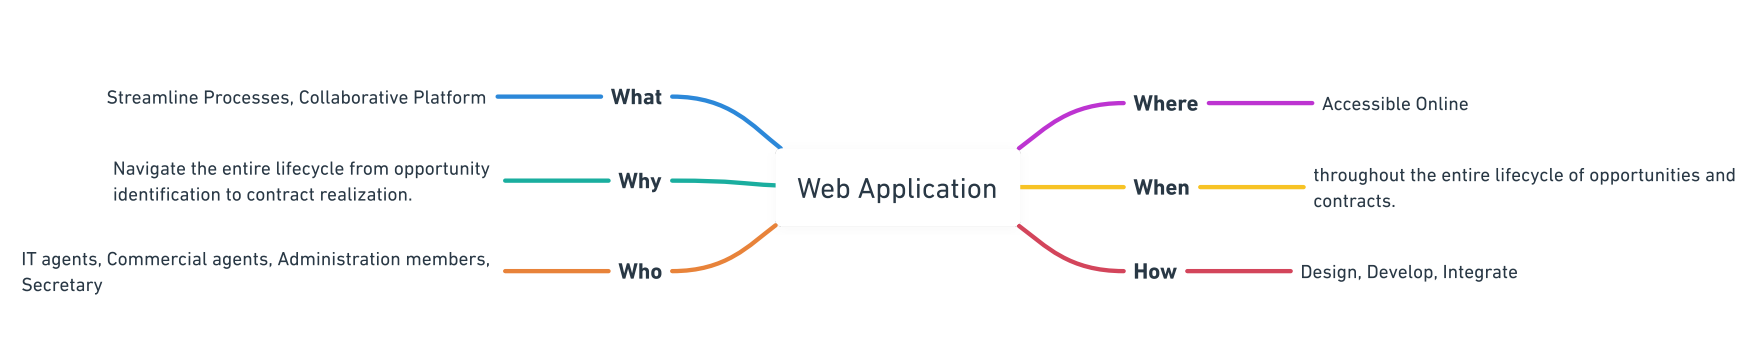 Streamline Processes, Collaborative Platform
What
Navigate the entire lifecycle from opportunity
identification to contract realization.
Why
IT agents, Commercial agents, Administration members,
Secretary
Who
Web Application
Where
Accessible Online
When
throughout the entire lifecycle of opportunities and
contracts.
How
Design, Develop, Integrate